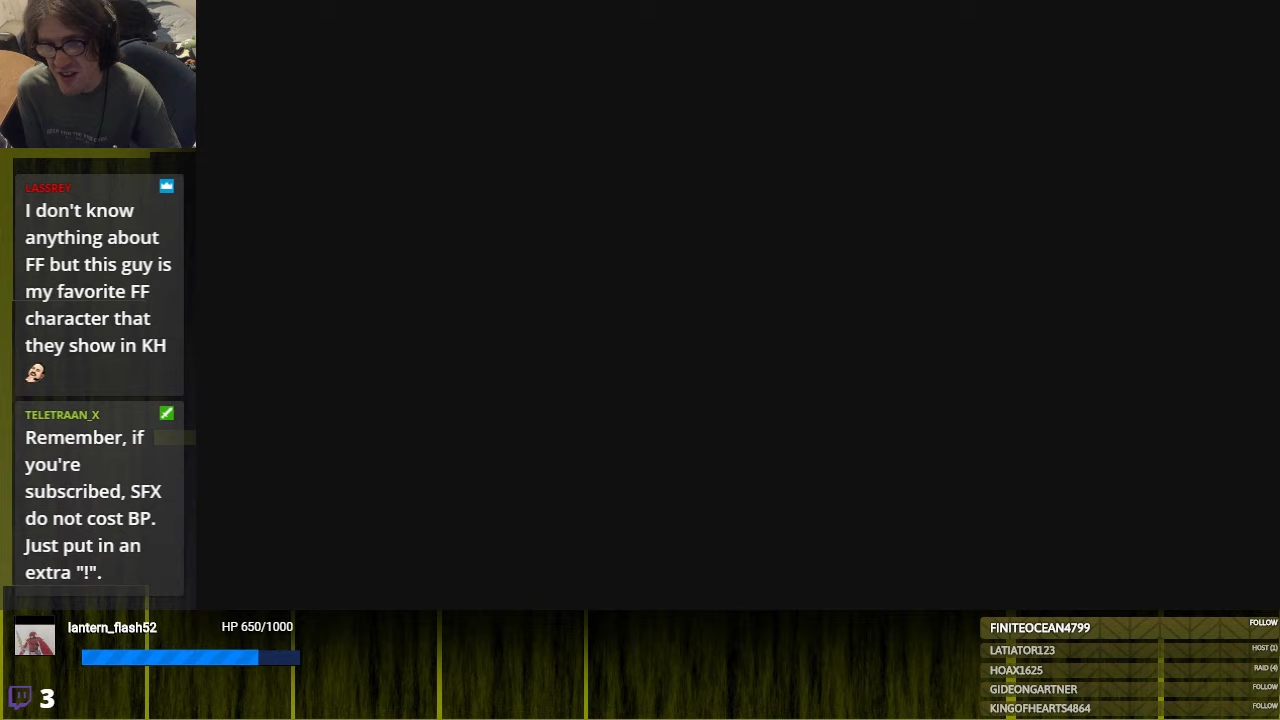 LASSREY
I don't know
anything about
FF but this guy is
my favorite FF
character that
they show in KH
TELETRAAN_X
Remember, if
you're
subscribed, SFX
do not cost BP.
Just put in an
extra "!".
lantern_flash52
HP 650/1000
3
FINITEOCEAN4799 FOLLOW
LATIATOR123 HOST (1)
HOAX1625 RAID (4)
GIDEONGARTNER FOLLOW
KINGOFHEARTS4864 FOLLOW